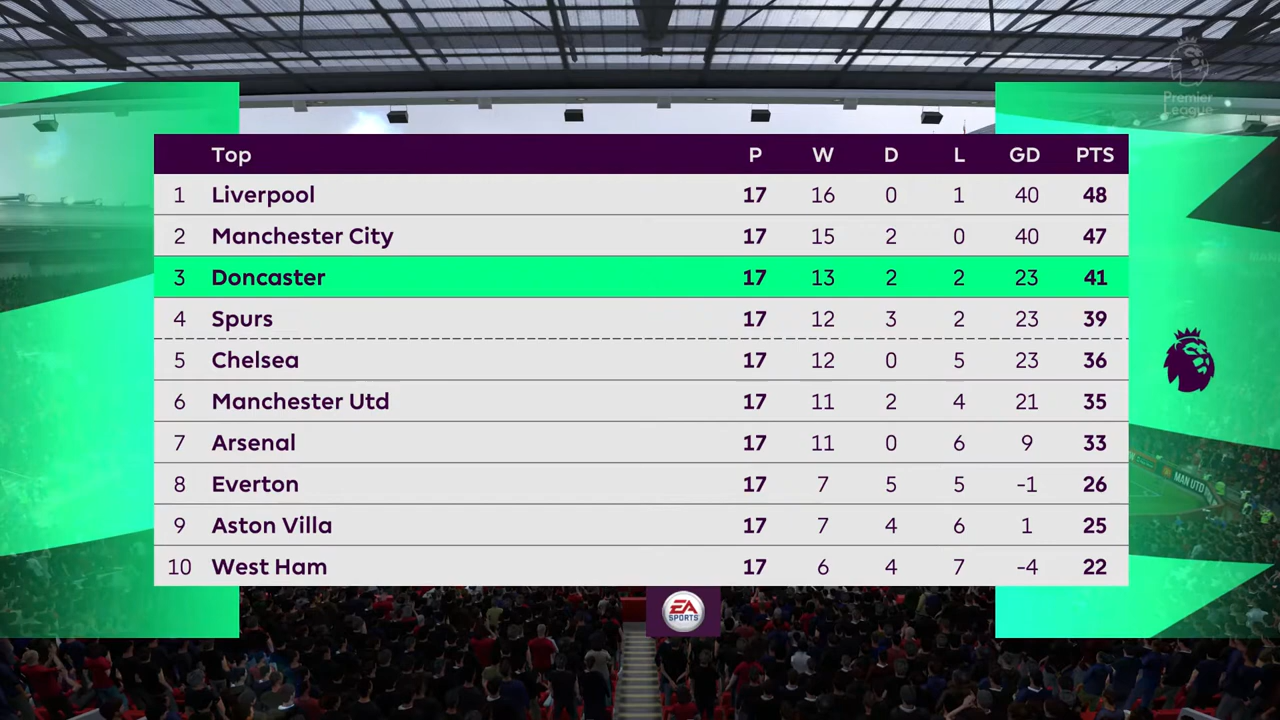 Premier
League
Top P W D L GD PTS
1 Liverpool 17 16 0 1 40 48
2 Manchester City 17 15 2 0 40 47
3 Doncaster 17 13 2 2 23 41
4 Spurs 17 12 3 2 23 39
5 Chelsea 17 12 0 5 23 36
6 Manchester Utd 17 11 2 4 21 35
7 Arsenal 17 11 0 6 9 33
8 Everton 17 7 5 5 -1 26
9 Aston Villa 17 7 4 6 1 25
10 West Ham 17 6 4 7 -4 22
MAN UTD
EA
SPORTS